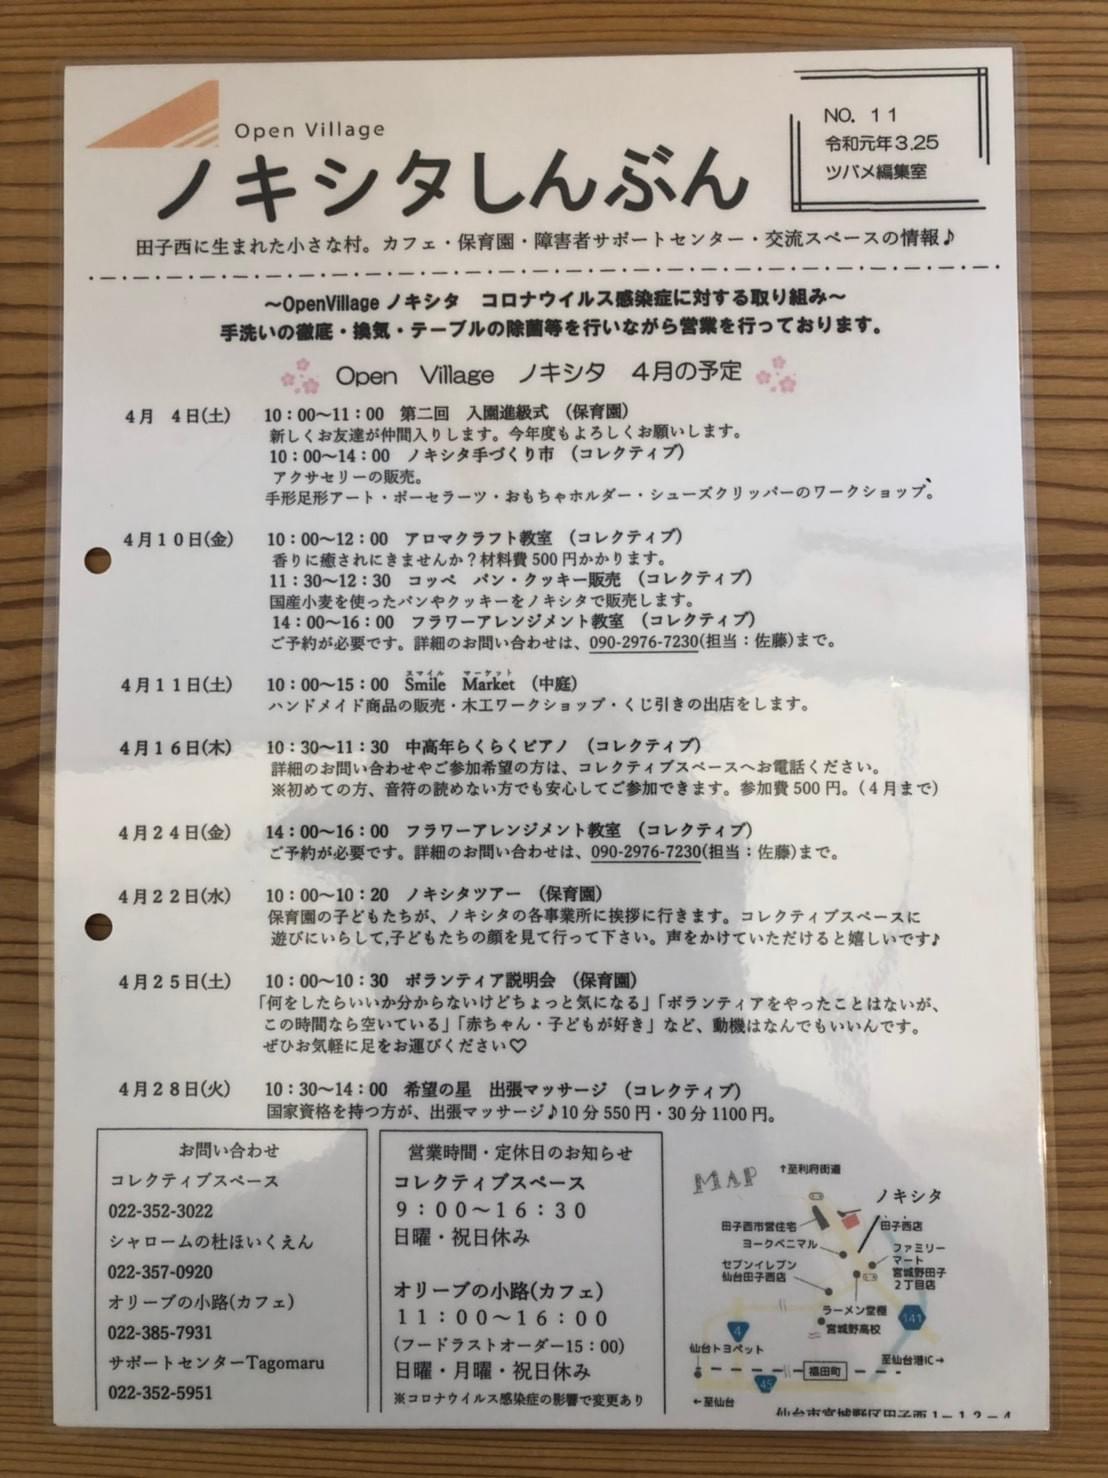 Open Village
ノキシタしんぶん
NO. 11
令和元年3.25
ツバメ編集室
田子西に生まれた小さな村。カフェ・保育園・障害者サポートセンター・交流スペースの情報♪
～OpenVillage ノキシタ　コロナウイルス感染症に対する取り組み～
手洗いの徹底・換気・テーブルの除菌等を行いながら営業を行っております。
Open Village ノキシタ 4月の予定
4月 4日(土) 10：00～11：00 第二回 入園進級式 (保育園)
新しくお友達が仲間入りします。今年度もよろしくお願いします。
10：00～14：00 ノキシタ手づくり市 (コレクティブ)
アクサセリーの販売。
手形足形アート・ポーセラーツ・おもちゃホルダー・シューズクリッパーのワークショップ。
4月10日(金) 10：00～12：00 アロマクラフト教室 (コレクティブ)
香りに癒されにきませんか？材料費500円かかります。
11：30～12：30 コッペ パン・クッキー販売 (コレクティブ)
国産小麦を使ったパンやクッキーをノキシタで販売します。
14：00～16：00 フラワーアレンジメント教室 (コレクティブ)
ご予約が必要です。詳細のお問い合わせは、090-2976-7230(担当：佐藤)まで。
スマイル マーケット
4月11日(土) 10：00～15：00 Smile Market (中庭)
ハンドメイド商品の販売・木工ワークショップ・くじ引きの出店をします。
4月16日(木) 10：30～11：30 中高年らくらくピアノ (コレクティブ)
詳細のお問い合わせやご参加希望の方は、コレクティブスペースへお電話ください。
※初めての方、音符の読めない方でも安心してご参加できます。参加費500円。(4月まで)
4月24日(金) 14：00～16：00 フラワーアレンジメント教室 (コレクティブ)
ご予約が必要です。詳細のお問い合わせは、090-2976-7230(担当：佐藤)まで。
4月22日(水) 10：00～10：20 ノキシタツアー (保育園)
保育園の子どもたちが、ノキシタの各事業所に挨拶に行きます。コレクティブスペースに
遊びにいらして,子どもたちの顔を見て行って下さい。声をかけていただけると嬉しいです♪
4月25日(土) 10：00～10：30 ボランティア説明会 (保育園)
「何をしたらいいか分からないけどちょっと気になる」「ボランティアをやったことはないが、
この時間なら空いている」「赤ちゃん・子どもが好き」など、動機はなんでもいいんです。
ぜひお気軽に足をお運びください♡
4月28日(火) 10：30～14：00 希望の星 出張マッサージ (コレクティブ)
国家資格を持つ方が、出張マッサージ♪10分550円・30分1100円。
お問い合わせ
コレクティブスペース
022-352-3022
シャロームの杜ほいくえん
022-357-0920
オリーブの小路(カフェ)
022-385-7931
サポートセンターTagomaru
022-352-5951
営業時間・定休日のお知らせ
コレクティブスペース
9：00～16：30
日曜・祝日休み
オリーブの小路(カフェ)
11：00～16：00
(フードラストオーダー15：00)
日曜・月曜・祝日休み
※コロナウイルス感染症の影響で変更あり
MAP
↑至利府街道
ノキシタ
田子西市営住宅
田子西店
ヨークベニマル
ファミリー
マート
宮城野田子
2丁目店
セブンイレブン
仙台田子西店
ラーメン堂樹
宮城野高校
141
4
仙台トヨペット
至仙台港IC→
福田町
45
←至仙台
仙台市宮城野区田子西1-12-4